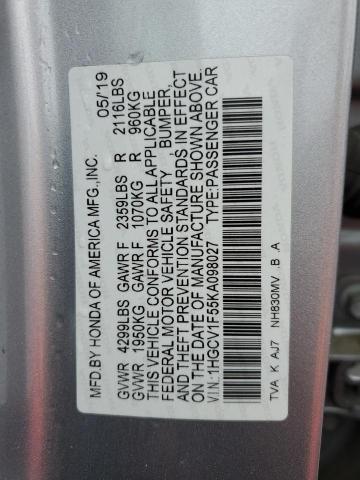 MFD.BY HONDA OF AMERICA MFG.,INC. 05/'19
GVWR 4299LBS GAWR F 2359LBS R 2116LBS
GVWR 1950KG GAWR F 1070KG R 960KG
THIS VEHICLE CONFORMS TO ALL APPLICABLE
FEDERAL MOTOR VEHICLE SAFETY , BUMPER,
AND THEFT PREVENTION STANDARDS IN EFFECT
ON THE DATE OF MANUFACTURE SHOWN ABOVE.
VIN:1HGCV1F55KA098027 TYPE:PASSENGER CAR
TVA K AJ7 NH830MV .B A